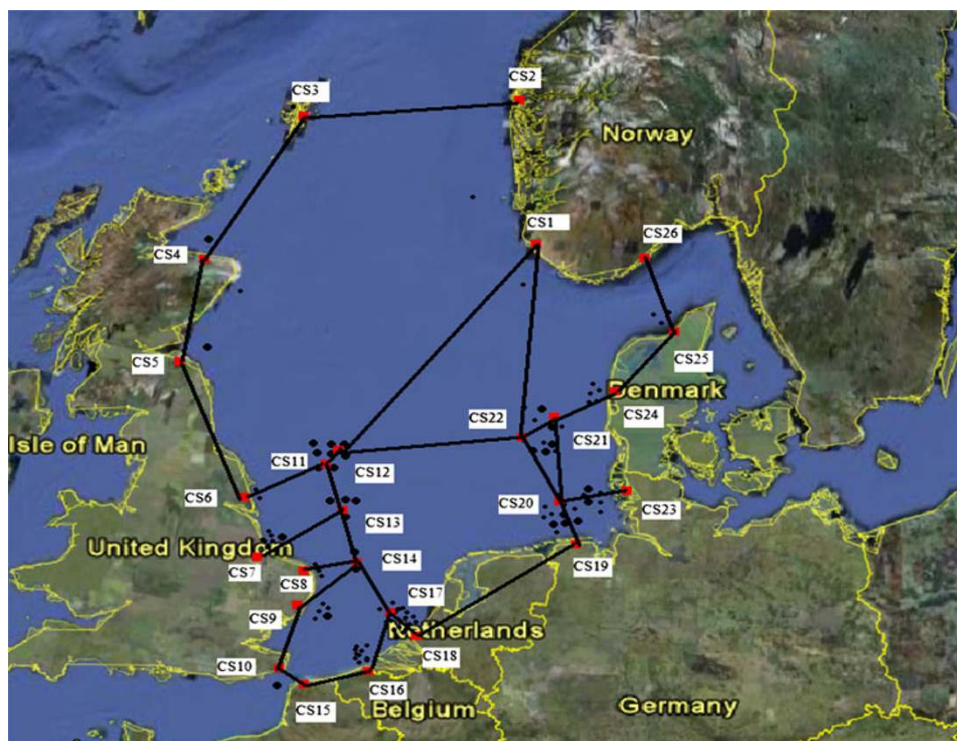 CS2
CS3
Norway
CS1
CS26
CS4
CS5
CS25
Denmark
CS24
CS22
Isle of Man
CS21
CS11
CS12
CS6
CS20
CS23
CS13
United Kingdom
CS14
CS19
CS7
CS8
CS17
CS9
Netherlands
CS18
CS10
CS16
CS15
Belgium
Germany